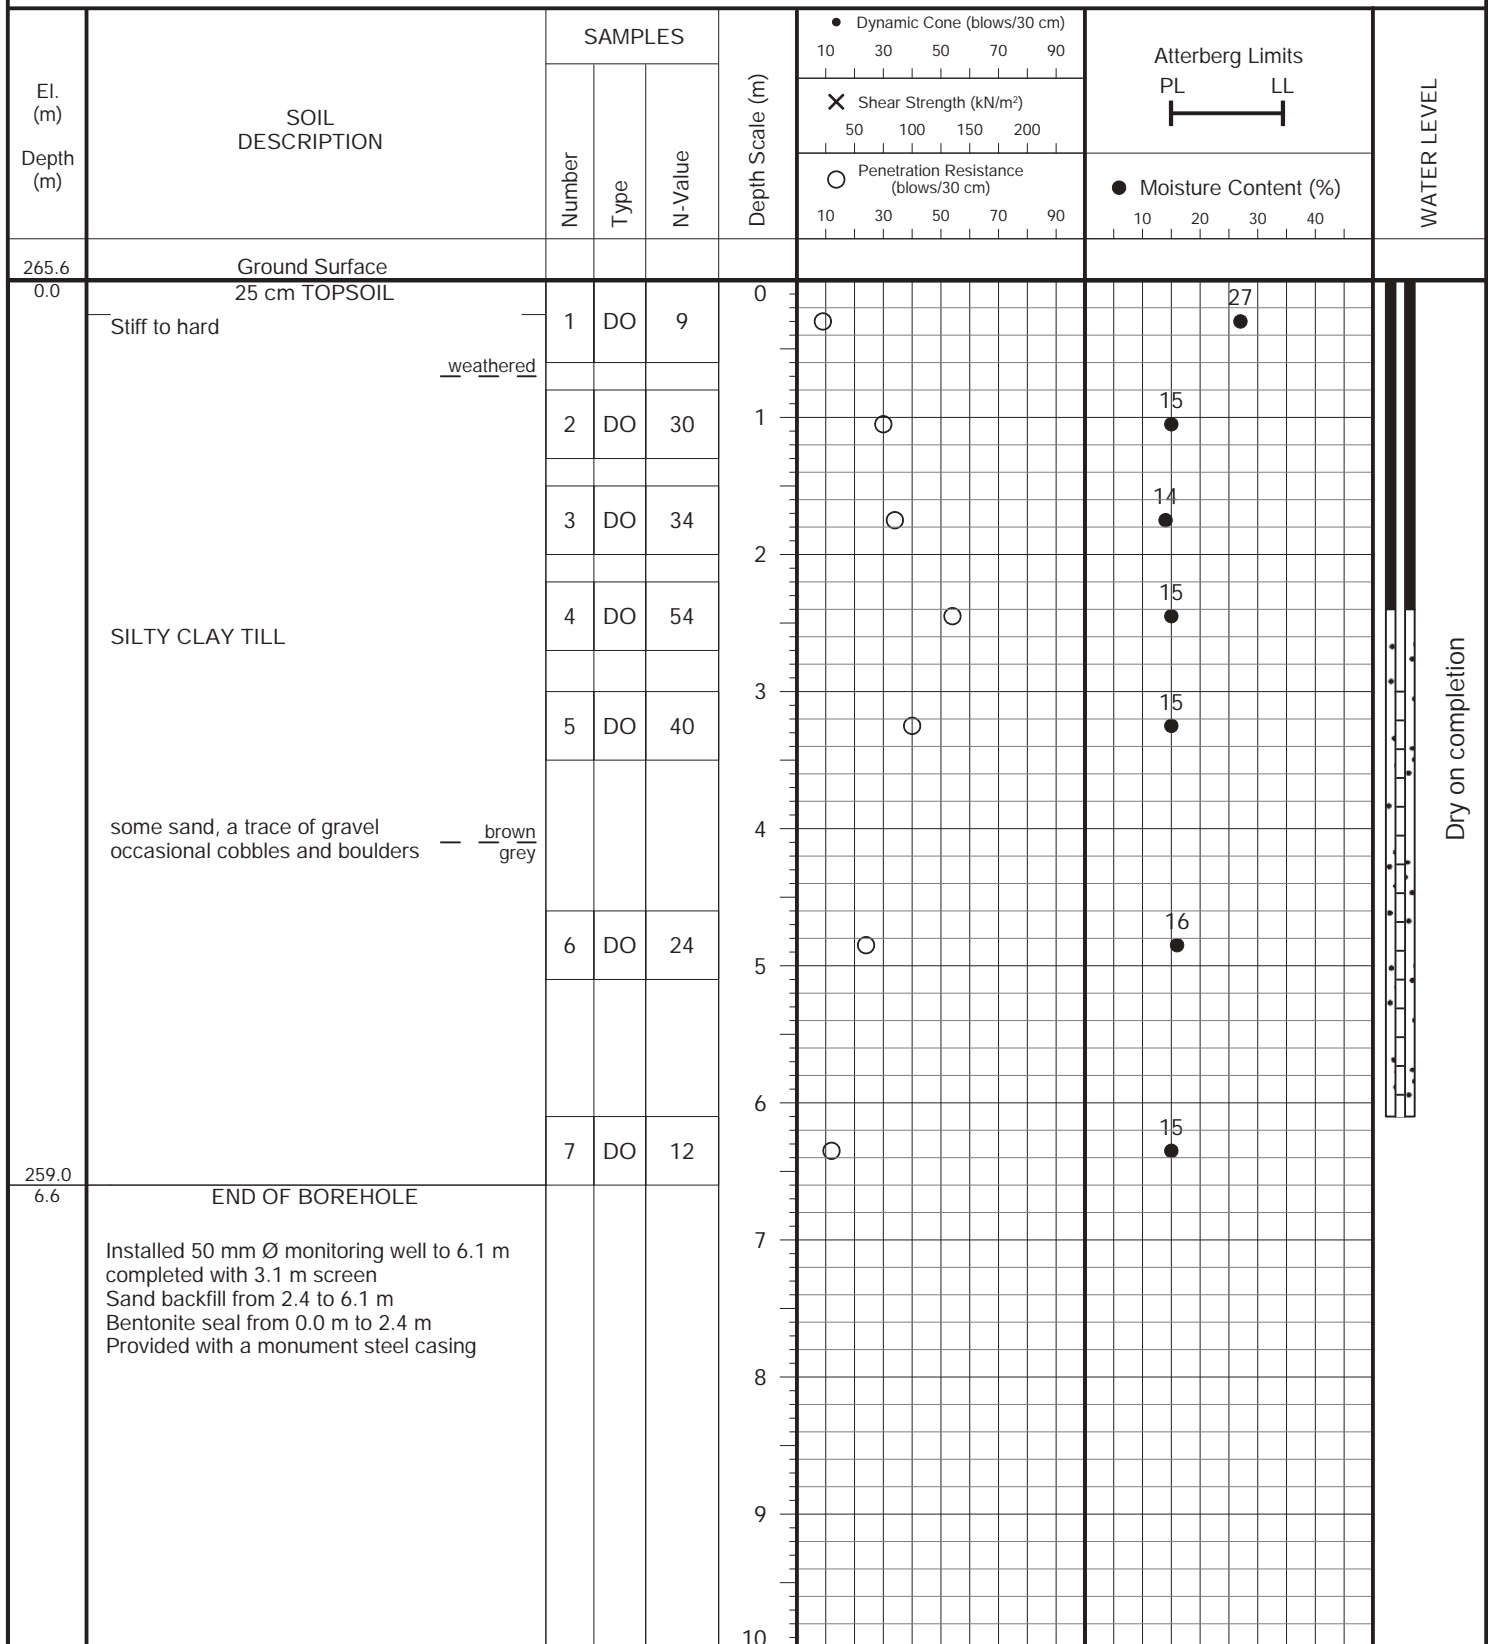 El.
(m)
Depth
(m)
SOIL
DESCRIPTION
SAMPLES
Number
Type
N-Value
Depth Scale (m)
Dynamic Cone (blows/30 cm)
10 30 50 70 90
Shear Strength (kN/m²)
50 100 150 200
Penetration Resistance
(blows/30 cm)
10 30 50 70 90
Atterberg Limits
PL LL
Moisture Content (%)
10 20 30 40
WATER LEVEL
265.6 Ground Surface
0.0 25 cm TOPSOIL 0
27
Stiff to hard 1 DO 9
weathered
15
2 DO 30 1
14
3 DO 34
2
15
4 DO 54
SILTY CLAY TILL
3
15
5 DO 40
Dry on completion
some sand, a trace of gravel
occasional cobbles and boulders
brown
grey
4
16
6 DO 24
5
6
15
7 DO 12
259.0
6.6 END OF BOREHOLE
Installed 50 mm Ø monitoring well to 6.1 m
completed with 3.1 m screen
Sand backfill from 2.4 to 6.1 m
Bentonite seal from 0.0 m to 2.4 m
Provided with a monument steel casing
7
8
9
10